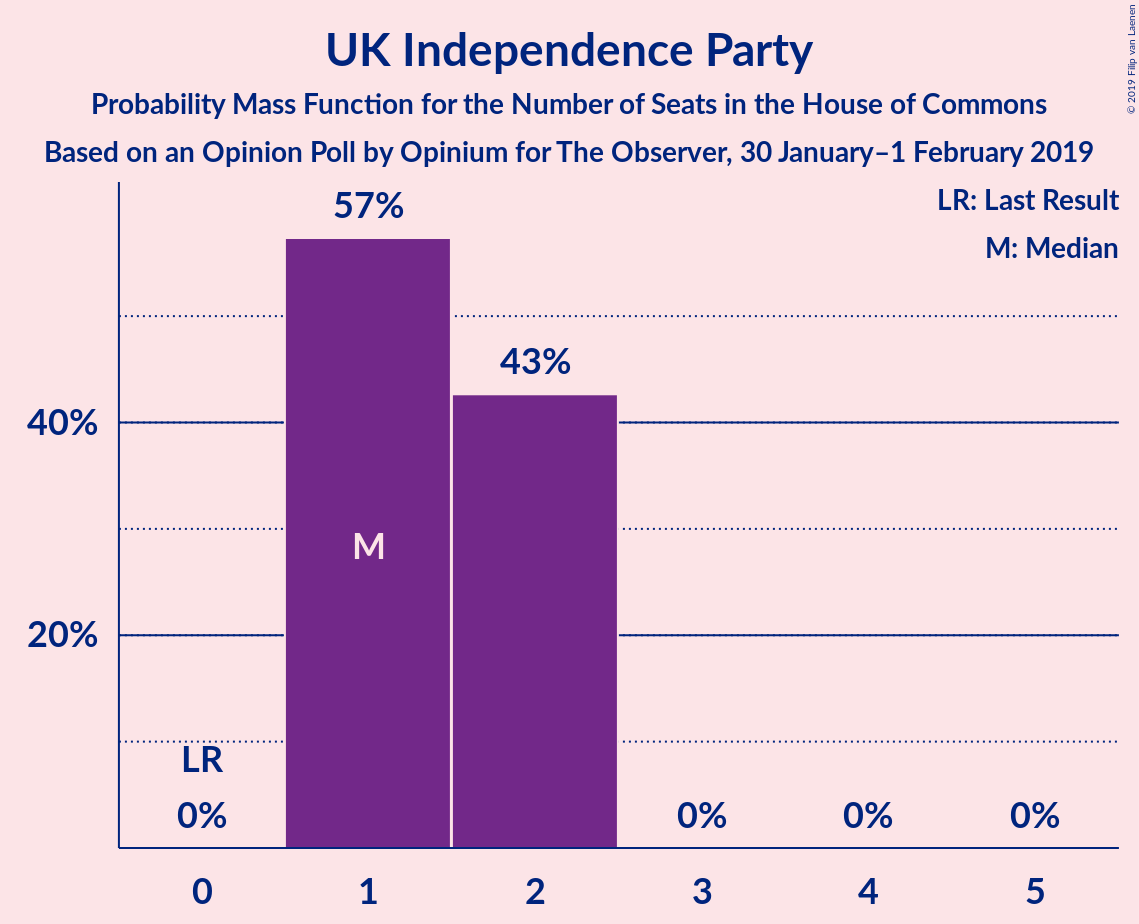 UK Independence Party
Probability Mass Function for the Number of Seats in the House of Commons
Based on an Opinion Poll by Opinium for The Observer, 30 January–1 February 2019
© 2019 Filip van Laenen
LR: Last Result
M: Median
57%
43%
40%
M
20%
LR
0%
0%
0%
0%
0
1
2
3
4
5